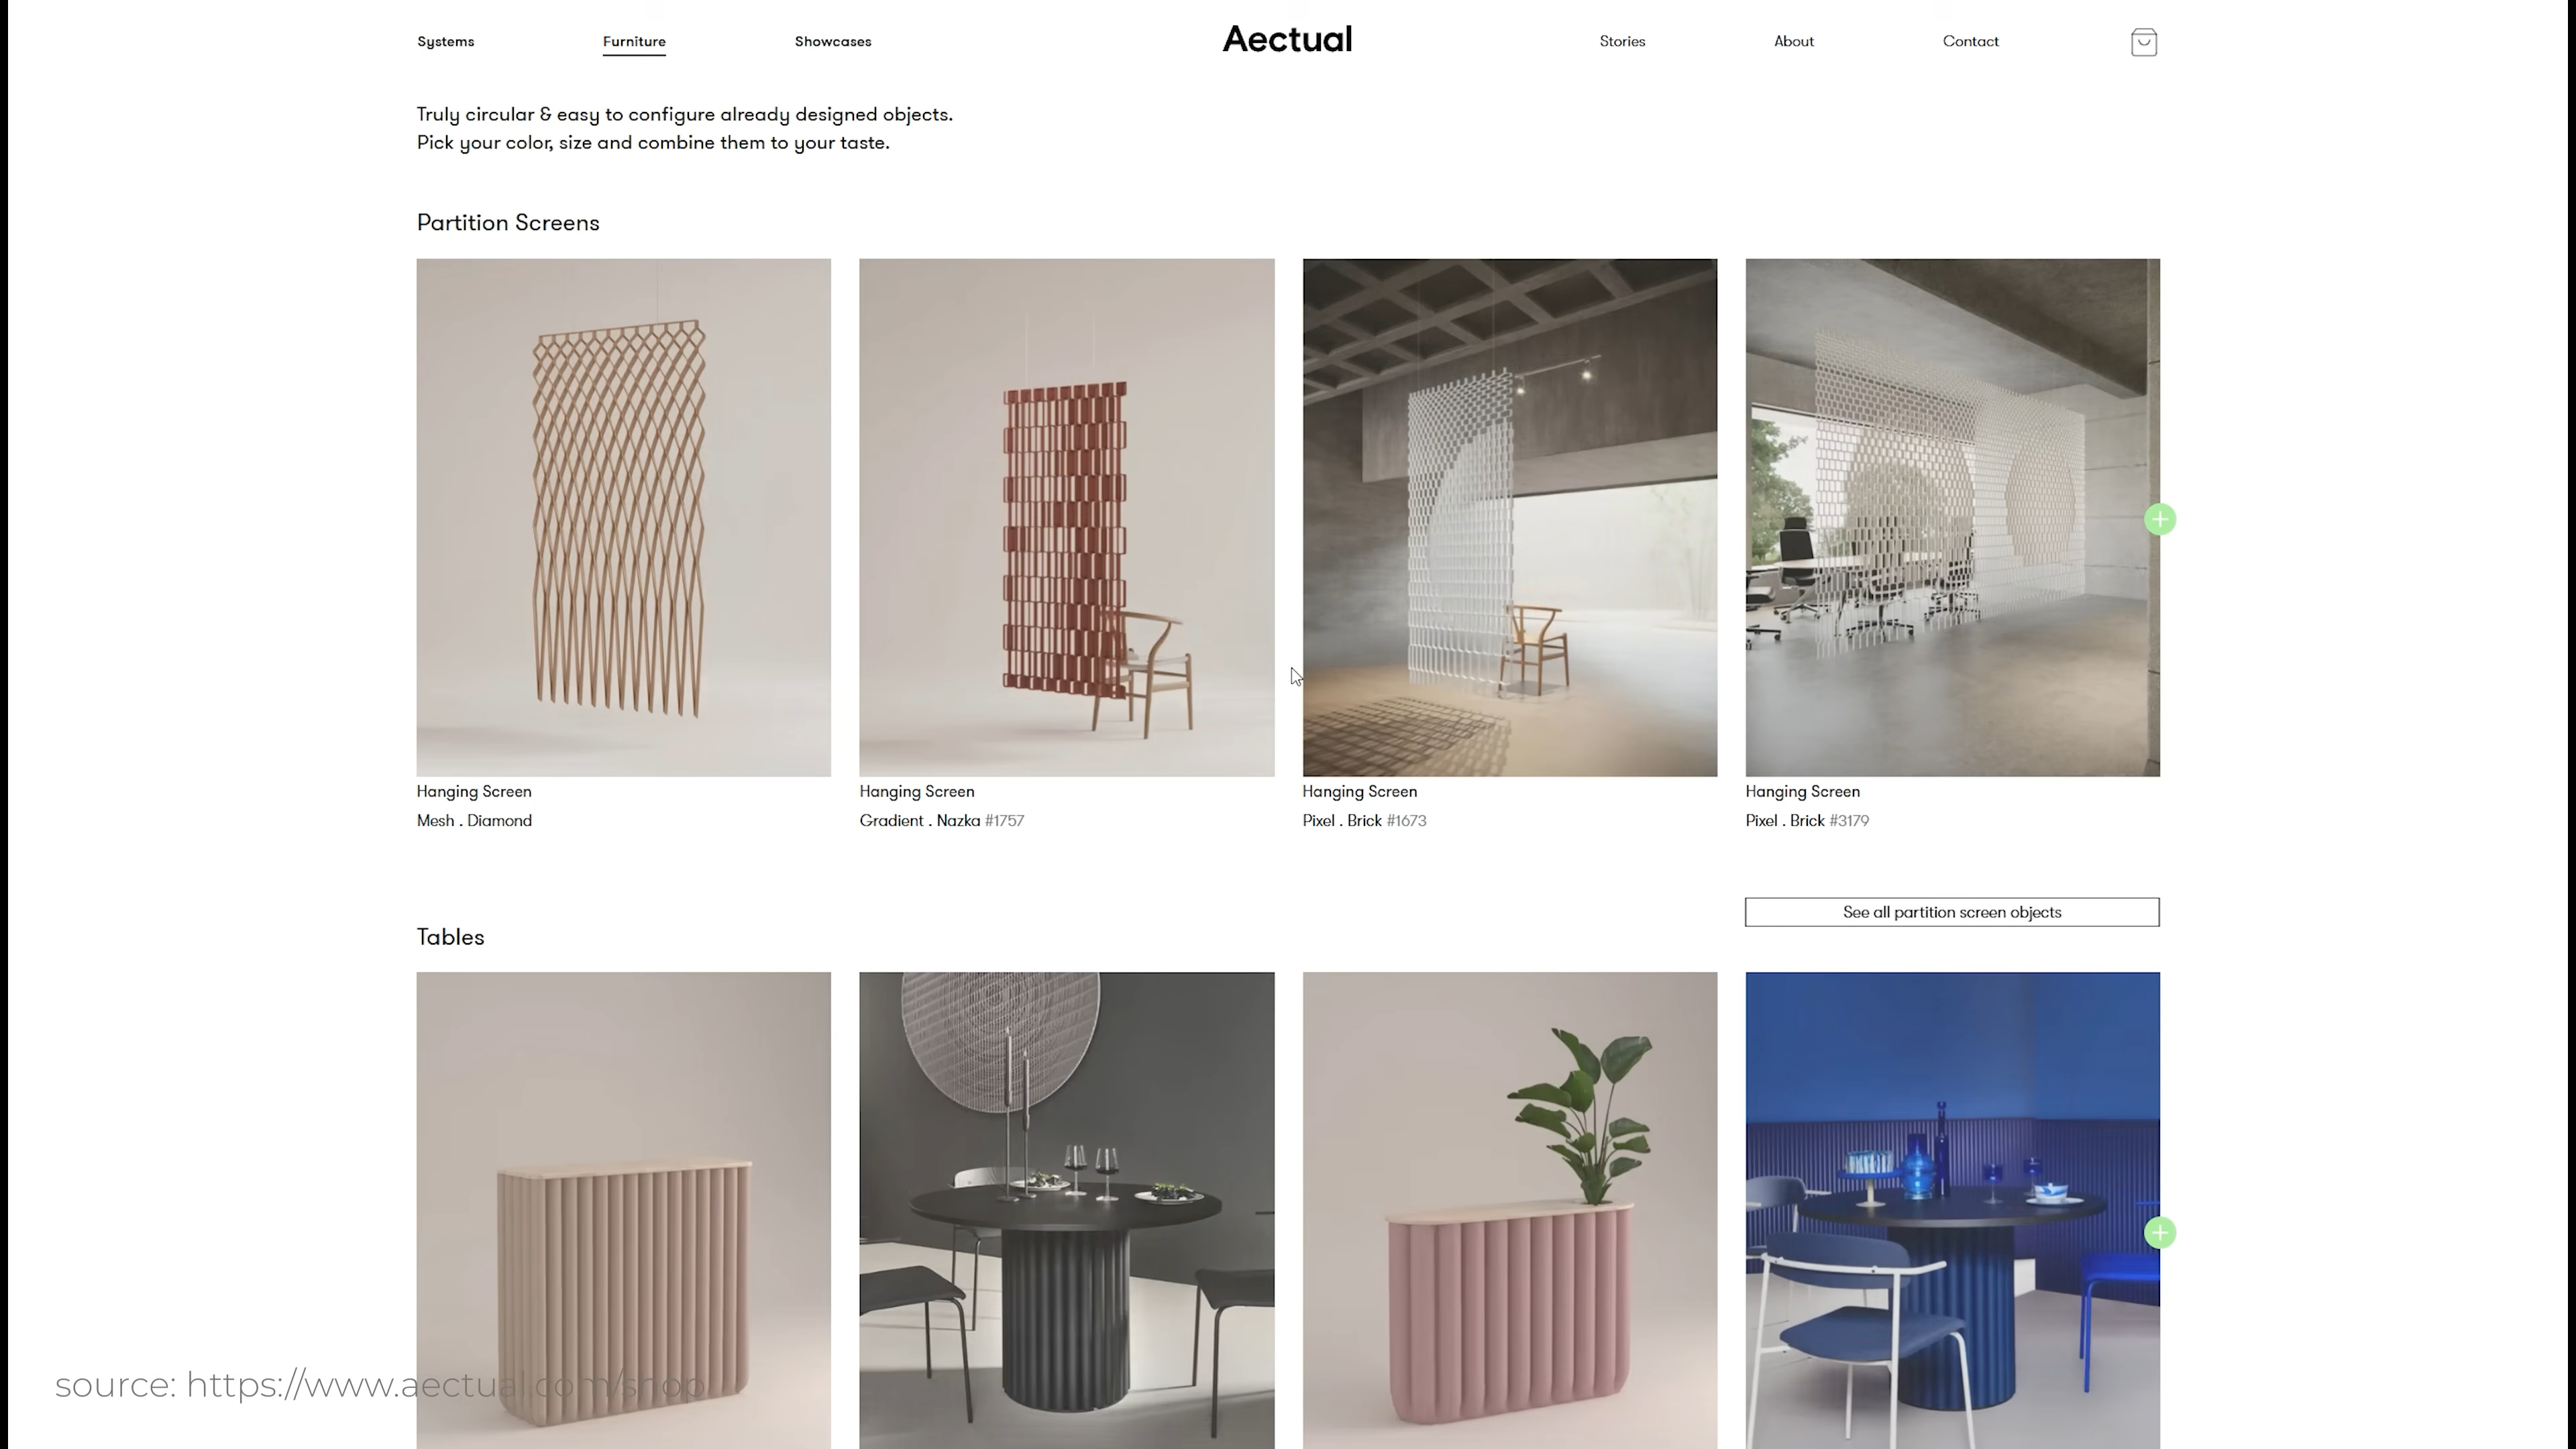 Systems
Furniture
Showcases
Aectual
Stories
About
Contact
Truly circular & easy to configure already designed objects.
Pick your color, size and combine them to your taste.
Partition Screens
Hanging Screen
Mesh . Diamond
Hanging Screen
Gradient . Nazka #1757
Hanging Screen
Pixel . Brick #1673
Hanging Screen
Pixel . Brick #3179
See all partition screen objects
Tables
source: https://www.aectual.com/shop